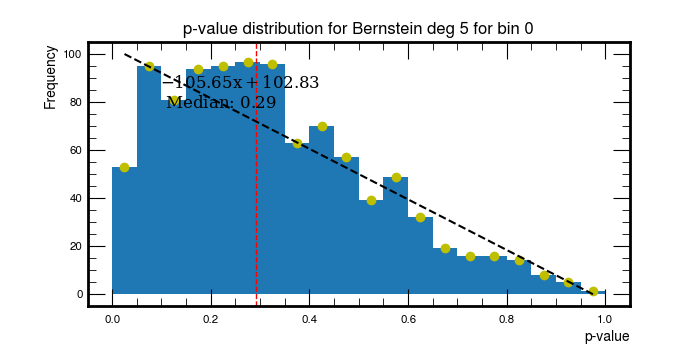 p-value distribution for Bernstein deg 5 for bin 0
Frequency
100
80
60
40
20
0
−105.65x + 102.83
Median: 0.29
0.0 0.2 0.4 0.6 0.8 1.0
p-value